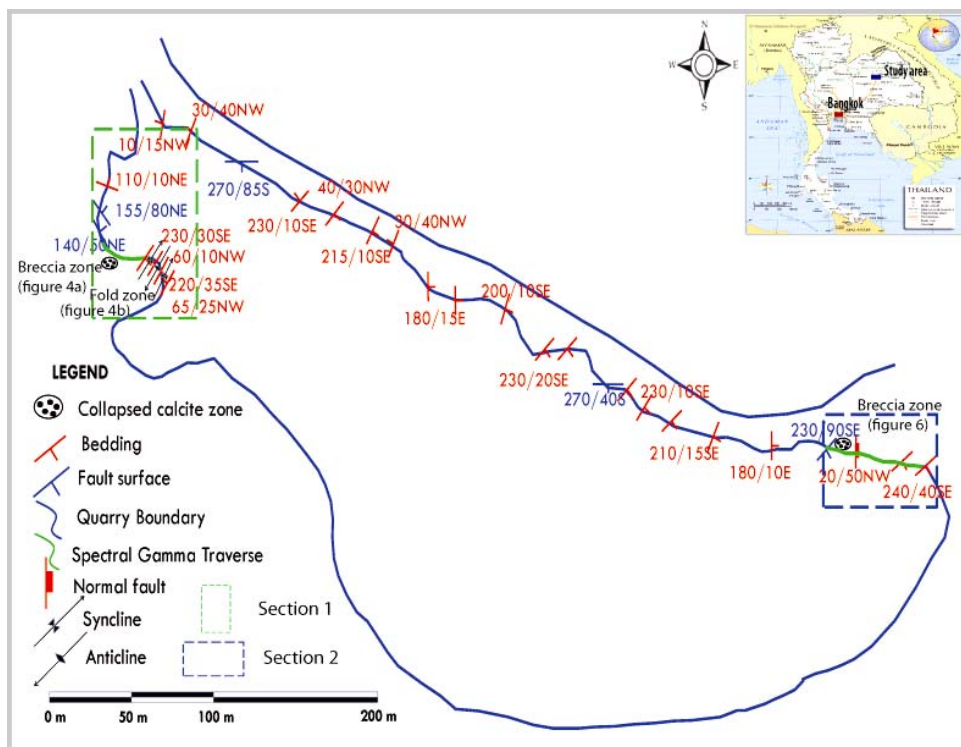 N
W
E
S
Study area
Bangkok
MYANMAR
CAMBODIA
THAILAND
30/40NW
10/15NW
110/10NE
270/85S
40/30NW
155/80NE
230/10SE
30/40NW
230/30SE
140/50NE
215/10SE
60/10NW
Breccia zone
(figure 4a)
220/35SE
Fold zone
(figure 4b)
65/25NW
200/10SE
180/15E
230/20SE
LEGEND
270/40S
230/10SE
Breccia zone
(figure 6)
Collapsed calcite zone
230/90SE
Bedding
210/15SE
180/10E
20/50NW
240/40SE
Fault surface
Quarry Boundary
Spectral Gamma Traverse
Normal fault
Syncline
Section 1
Anticline
Section 2
0 m
50 m
100 m
200 m